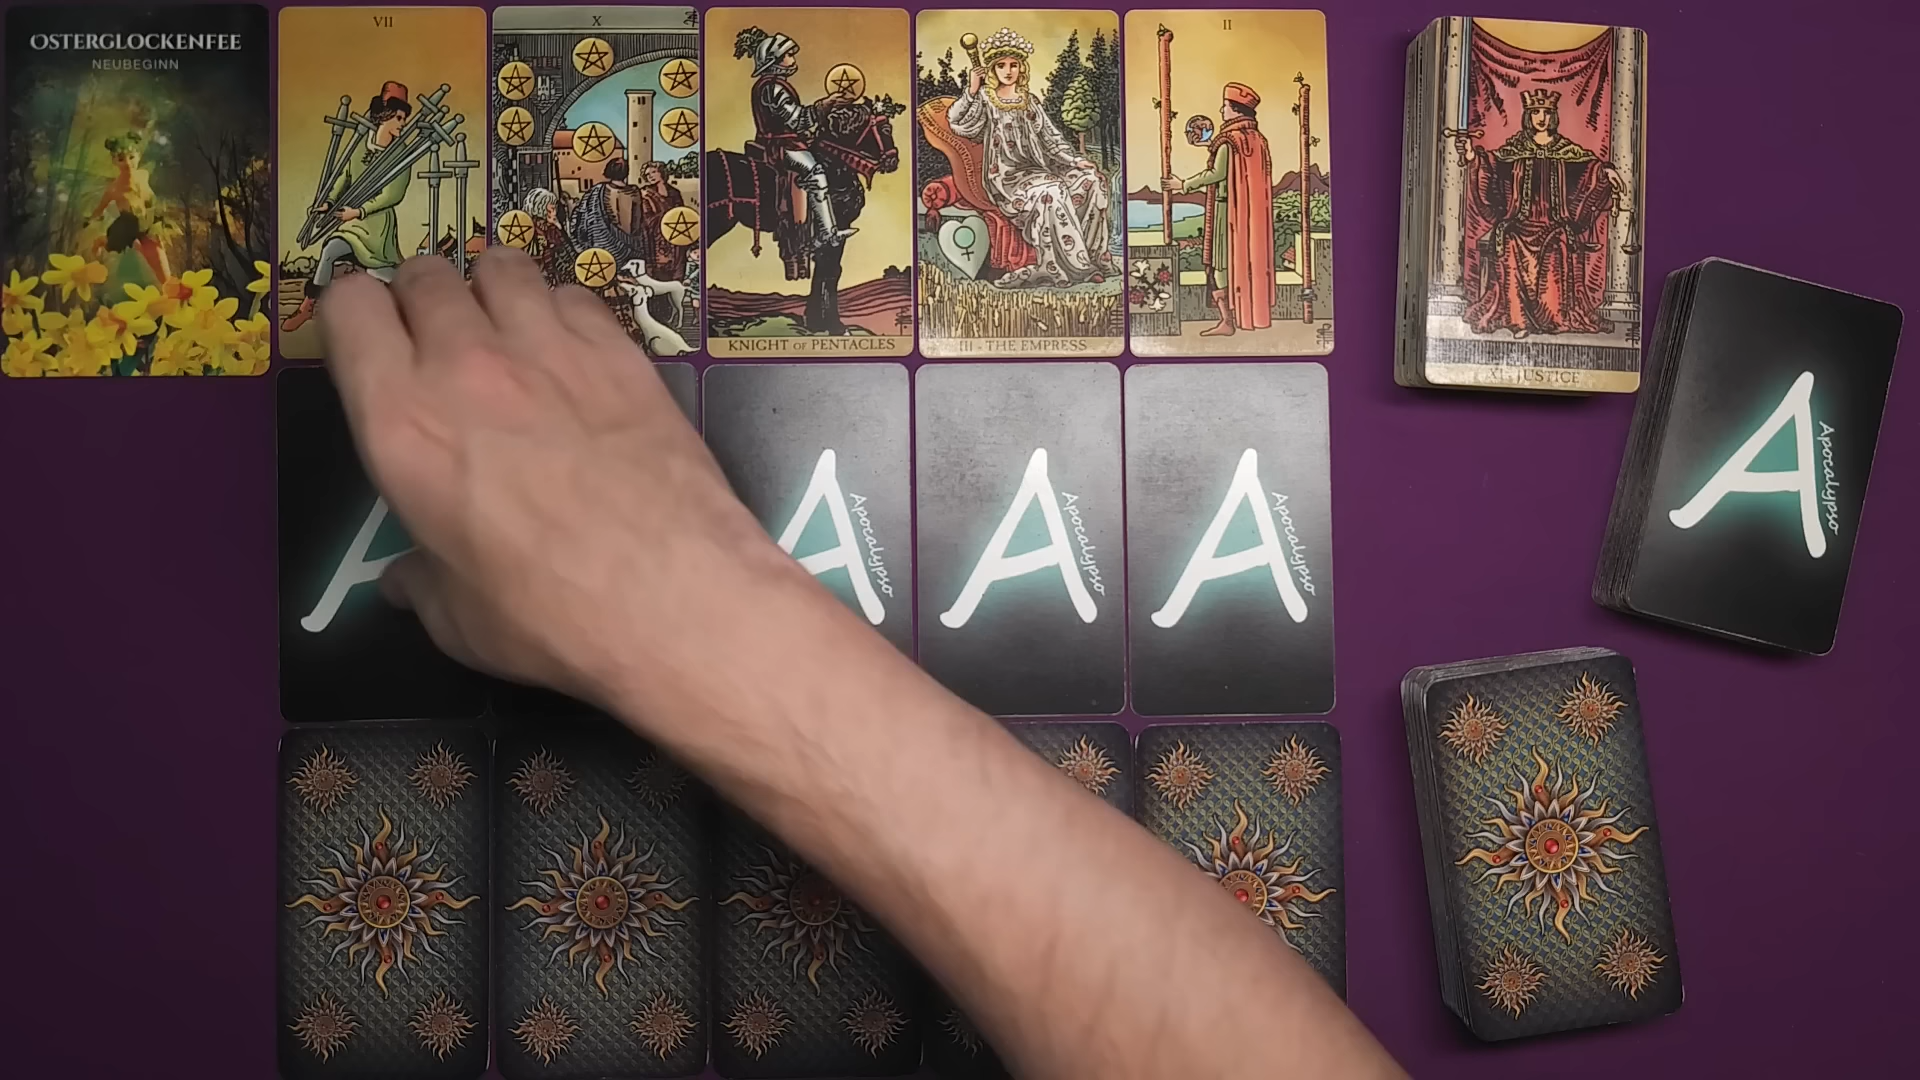 OSTERGLOCKENFEE
NEUBEGINN
VII
X
KNIGHT OF PENTACLES
III - THE EMPRESS
II
XI - JUSTICE
A
A Apocalypso
A Apocalypso
A Apocalypso
A Apocalypso